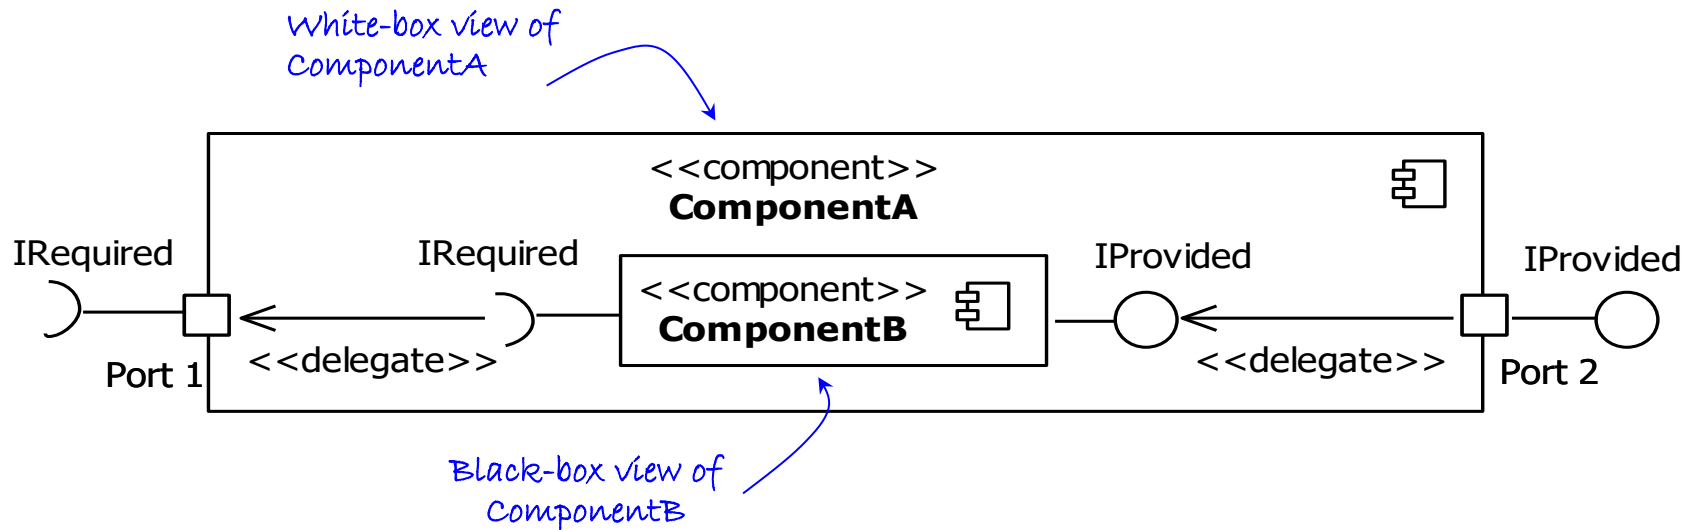 White-box view of
ComponentA
<<component>>
ComponentA
IRequired
IRequired
IProvided
IProvided
<<component>>
ComponentB
Port 1
<<delegate>>
<<delegate>>
Port 2
Black-box view of
ComponentB